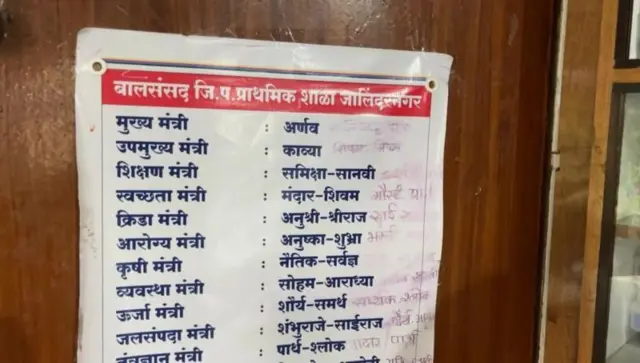 बालसंसद जि.प.प्राथमिक शाळा जालिंदरनगर
मुख्य मंत्री : अर्णव
उपमुख्य मंत्री : काव्या
शिक्षण मंत्री : समिक्षा-सानवी
स्वच्छता मंत्री : मंदार-शिवम
क्रिडा मंत्री : अनुश्री-श्रीराज
आरोग्य मंत्री : अनुष्का-शुभ्रा
कृषी मंत्री : नैतिक-सर्वज्ञ
व्यवस्था मंत्री : सोहम-आराध्या
ऊर्जा मंत्री : शौर्य-समर्थ
जलसंपदा मंत्री : शंभुराजे-साईराज
तंत्रज्ञान मंत्री : पार्थ-श्लोक